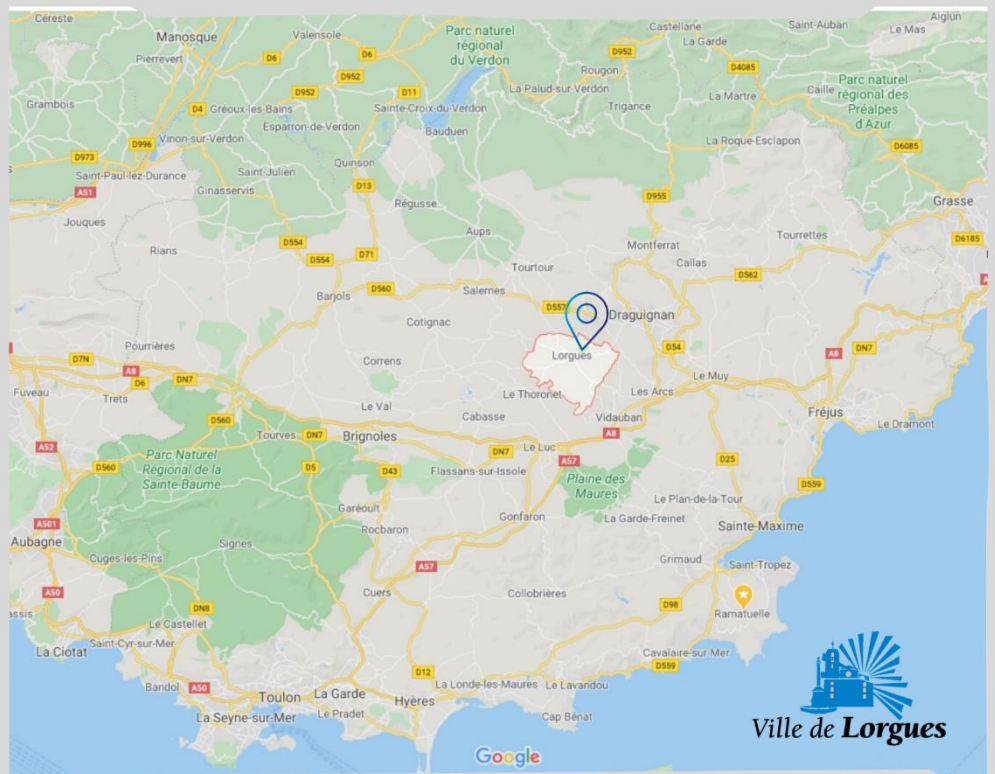 Céreste
Manosque
Valensole
Parc naturel
régional
du Verdon
Castellane
Saint-Auban
Aiglun
Le Mas
La Garde
Pierrevert
D6
D6
D952
D952
Rougon
D4085
D952
D11
La Palud-sur-Verdon
La Martre
Caille
Parc naturel
régional des
Préalpes
d'Azur
Grambois
D4
Gréoux-les-Bains
Sainte-Croix-du-Verdon
Trigance
Esparron-de-Verdon
Bauduen
Vinon-sur-Verdon
D996
La Roque-Esclapon
D6085
D973
Saint-Paul-lez-Durance
Saint-Julien
Quinson
A51
Ginasservis
D13
D955
Grasse
Régusse
Jouques
Aups
Tourrettes
D6185
Rians
D554
D554
D71
Montferrat
Callas
Tourtour
D562
A
Barjols
D560
Salernes
D557
Draguignan
Cotignac
Pourrières
Lorgues
D54
A8
DN7
D7N
A8
Correns
D6
DN7
Le Muy
Fuveau
Trets
Le Thoronet
Les Arcs
Le Val
Cabasse
Vidauban
Fréjus
D560
Le Dramont
Tourves
DN7
Brignoles
A8
A52
DN7
Le Luc
D560
Parc Naturel
Régional de la
Sainte-Baume
D5
D43
Flassans-sur-Issole
A57
D25
Plaine des
Maures
D559
Le Plan-de-la-Tour
Garéoult
Gonfaron
La Garde-Freinet
A501
Rocbaron
Sainte-Maxime
Aubagne
Signes
Cuges-les-Pins
Grimaud
Saint-Tropez
A57
A50
Cuers
Collobrières
D98
Ramatuelle
DN8
assis
Le Castellet
Saint-Cyr-sur-Mer
La Ciotat
Cavalaire-sur-Mer
D559
D12
Bandol
A50
Toulon
La Garde
Hyères
La Londe-les-Maures
Le Lavandou
La Seyne-sur-Mer
Le Pradet
Cap Bénat
Ville de Lorgues
Google